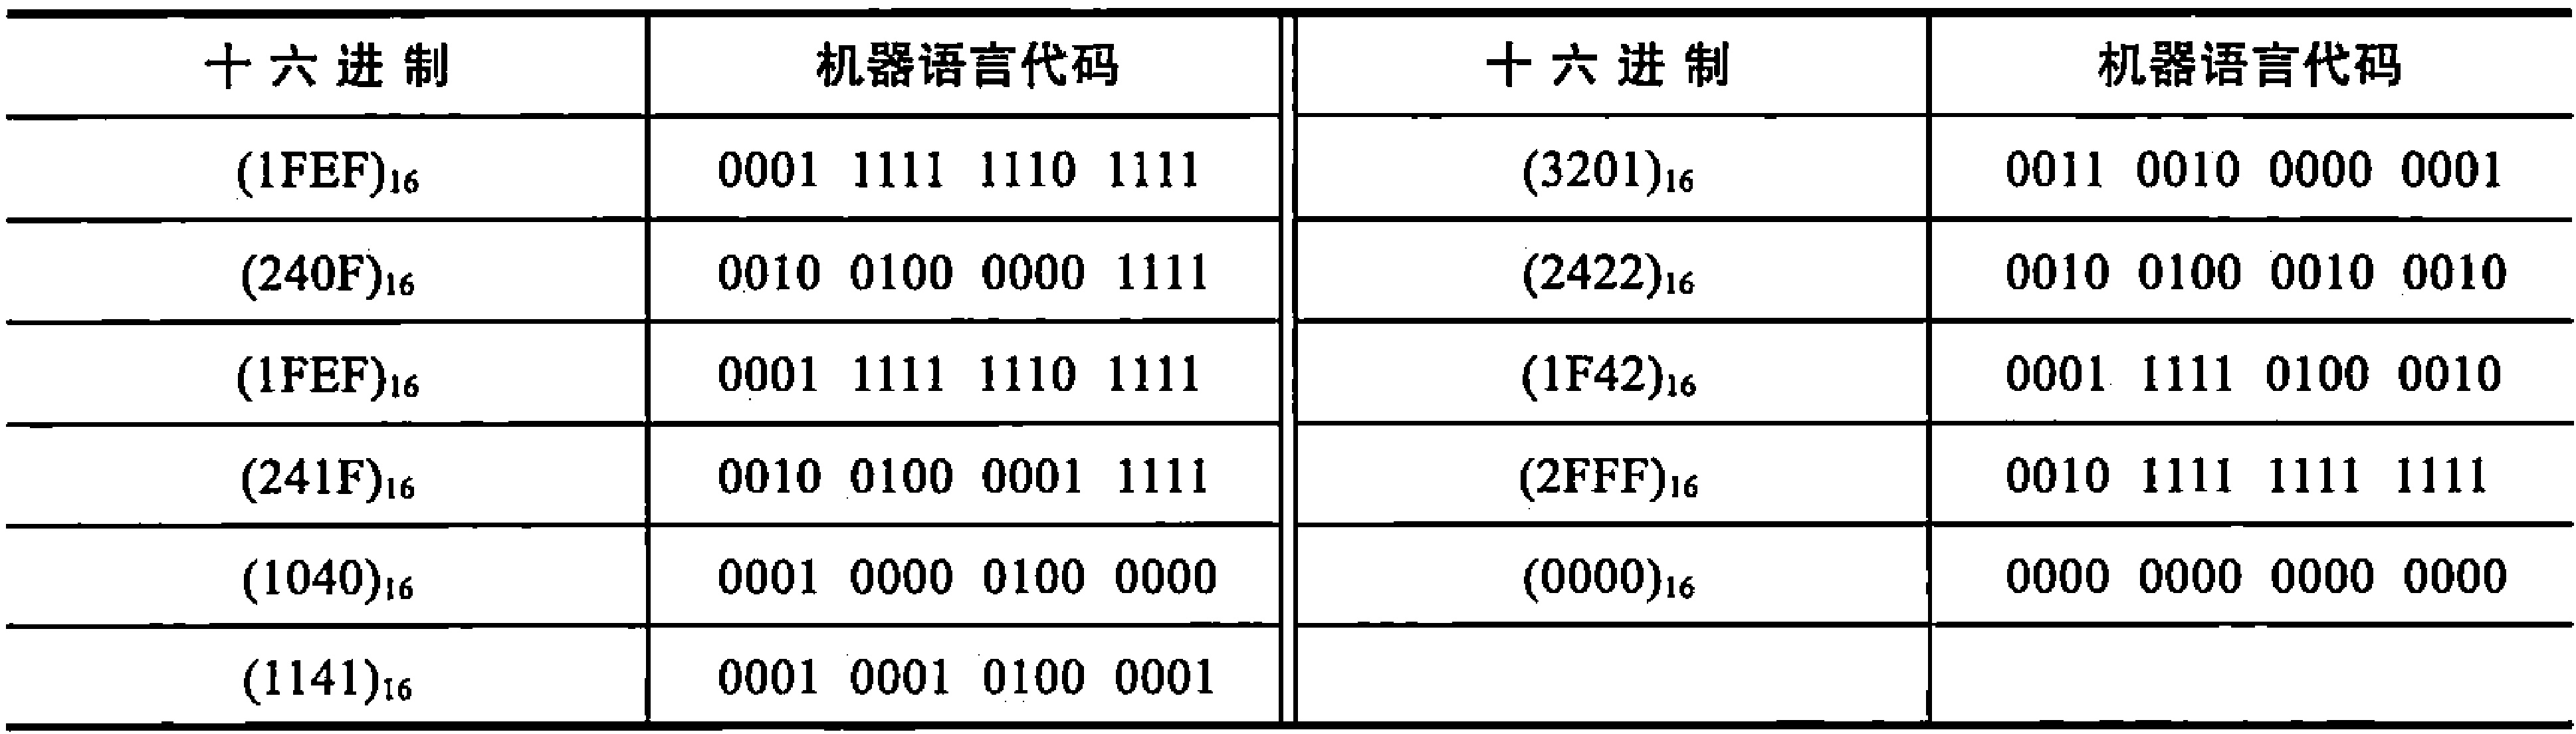 十六进制 机器语言代码 十六进制 机器语言代码
(1FEF)₁₆ 0001 1111 1110 1111 (3201)₁₆ 0011 0010 0000 0001
(240F)₁₆ 0010 0100 0000 1111 (2422)₁₆ 0010 0100 0010 0010
(1FEF)₁₆ 0001 1111 1110 1111 (1F42)₁₆ 0001 1111 0100 0010
(241F)₁₆ 0010 0100 0001 1111 (2FFF)₁₆ 0010 1111 1111 1111
(1040)₁₆ 0001 0000 0100 0000 (0000)₁₆ 0000 0000 0000 0000
(1141)₁₆ 0001 0001 0100 0001